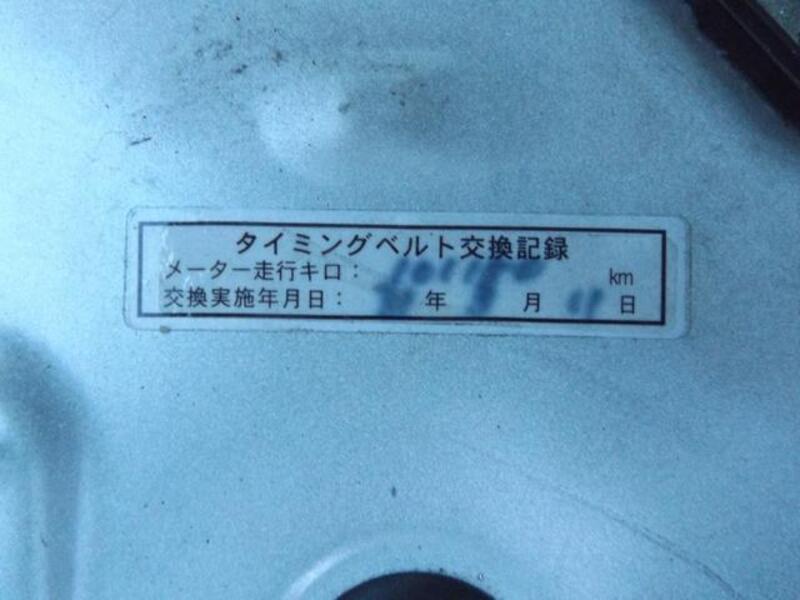 タイミングベルト交換記録
メーター走行キロ： km
交換実施年月日： 年 月 11 日